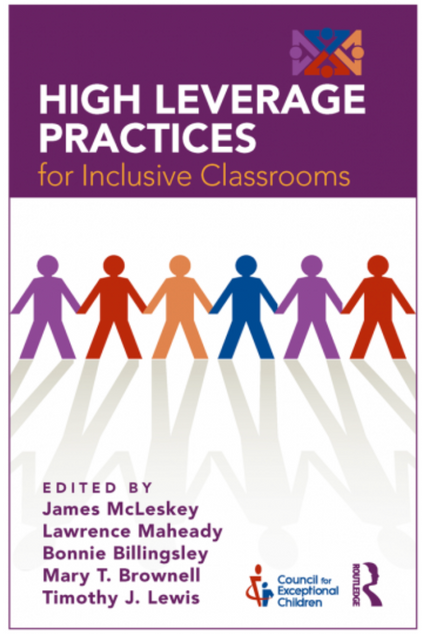 HIGH LEVERAGE
PRACTICES
for Inclusive Classrooms
EDITED BY
James McLeskey
Lawrence Maheady
Bonnie Billingsley
Mary T. Brownell
Timothy J. Lewis
Council for
Exceptional
Children
ROUTLEDGE